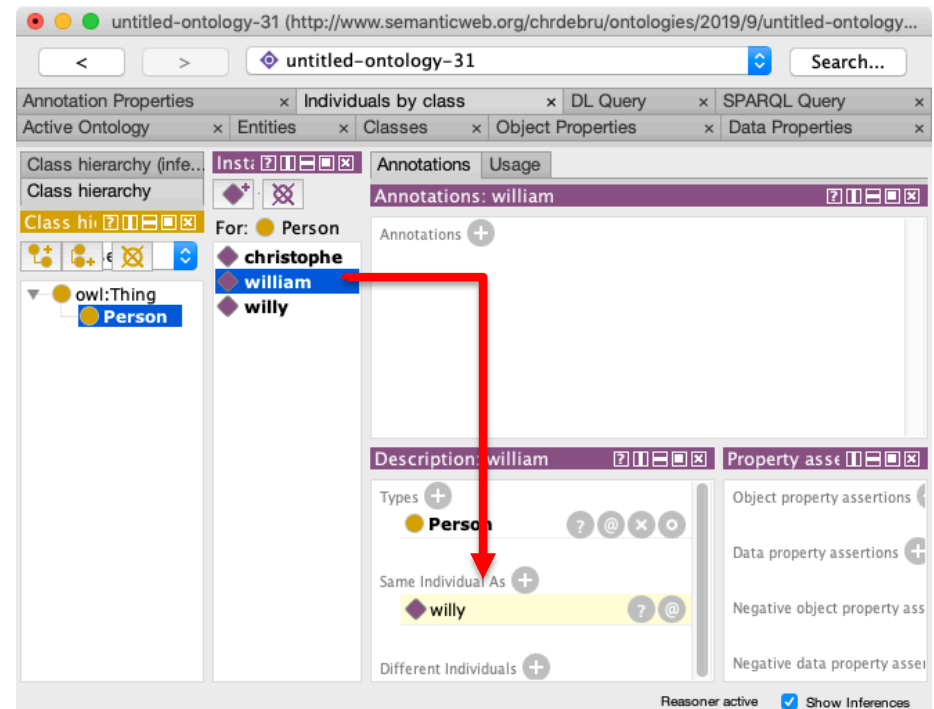 untitled-ontology-31 (http://www.semanticweb.org/chrdebru/ontologies/2019/9/untitled-ontology...
< > untitled-ontology-31 Search...
Annotation Properties × Individuals by class × DL Query × SPARQL Query ×
Active Ontology × Entities × Classes × Object Properties × Data Properties ×
Class hierarchy (infe...
Class hierarchy
Class hi
owl:Thing
Person
Insta
For: Person
christophe
william
willy
Annotations Usage
Annotations: william
Annotations
Description: william
Types
Person
Same Individual As
willy
Different Individuals
Property asse
Object property assertions
Data property assertions
Negative object property ass
Negative data property asser
Reasoner active Show Inferences